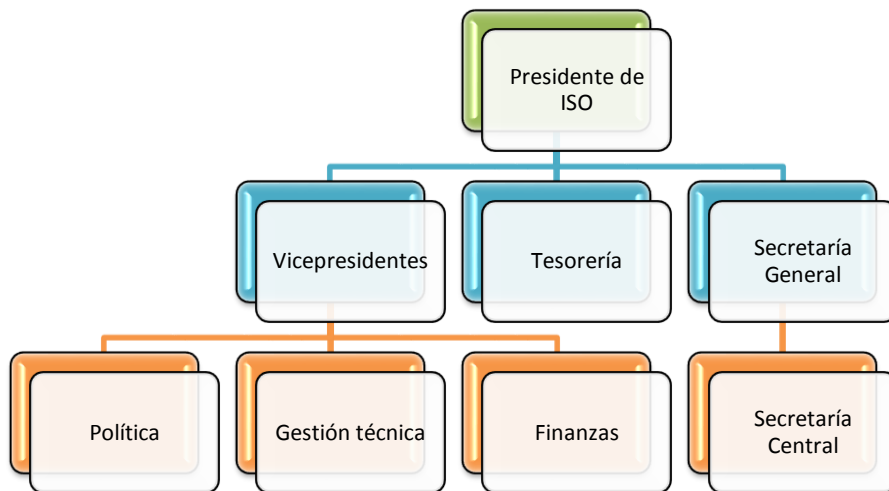 Presidente de
ISO
Vicepresidentes
Tesorería
Secretaría
General
Política
Gestión técnica
Finanzas
Secretaría
Central